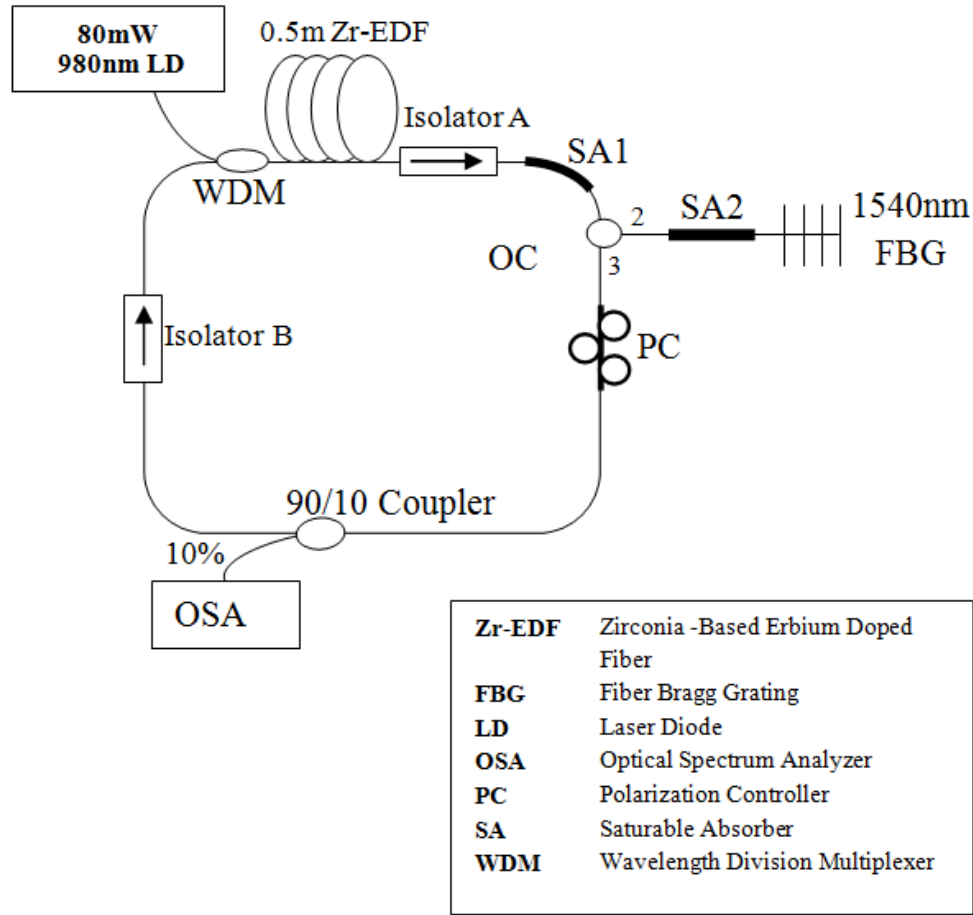 80mW
980nm LD
0.5m Zr-EDF
Isolator A
SA1
WDM
SA2
1540nm
FBG
2
OC
3
Isolator B
PC
90/10 Coupler
10%
OSA
Zr-EDF Zirconia -Based Erbium Doped
Fiber
FBG Fiber Bragg Grating
LD Laser Diode
OSA Optical Spectrum Analyzer
PC Polarization Controller
SA Saturable Absorber
WDM Wavelength Division Multiplexer